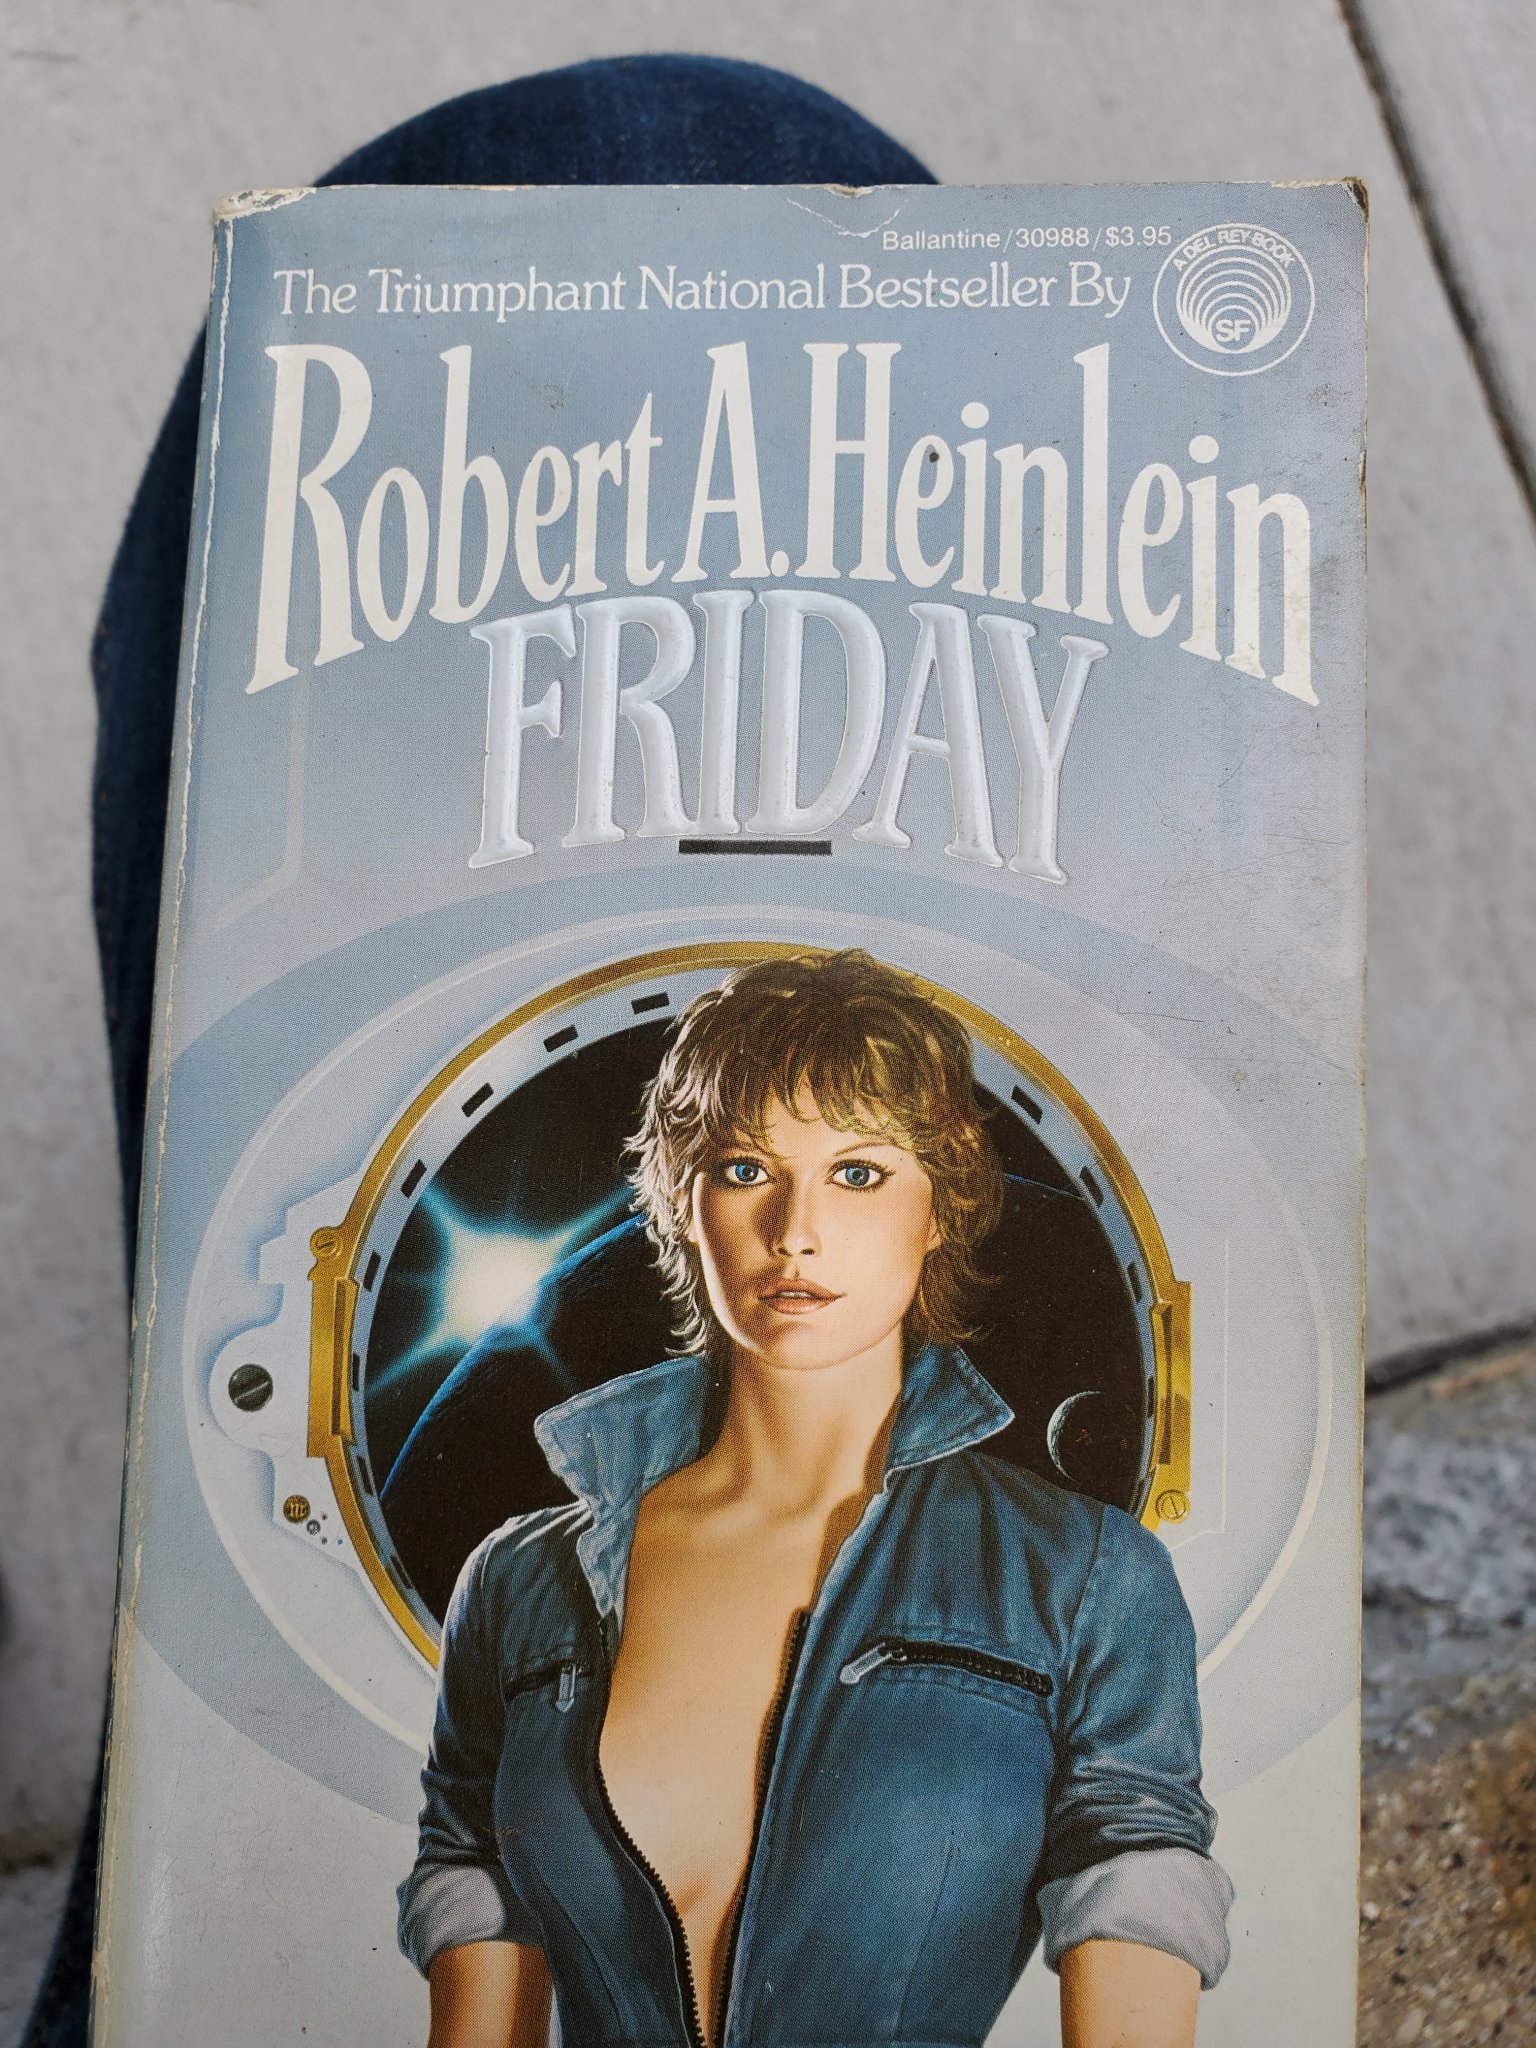 Ballantine/30988/$3.95
A DEL REY BOOK
SF
The Triumphant National Bestseller By
Robert A. Heinlein
FRIDAY